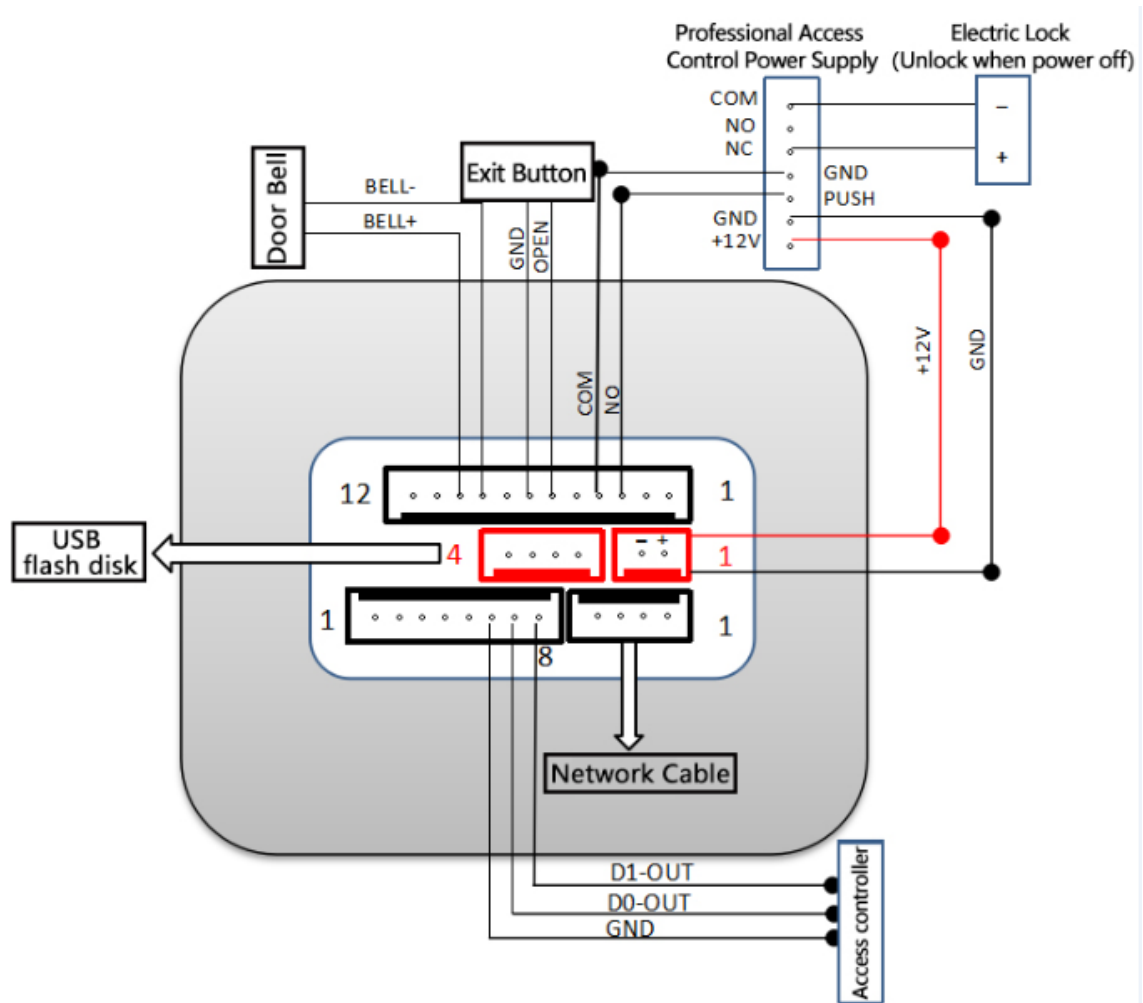 Professional Access
Control Power Supply
Electric Lock
(Unlock when power off)
COM
NO
NC
GND
PUSH
GND
+12V
−
+
Door Bell
BELL-
BELL+
Exit Button
GND
OPEN
COM
NO
+12V
GND
12
1
USB
flash disk
4
- +
1
1
8
1
Network Cable
D1-OUT
D0-OUT
GND
Access controller